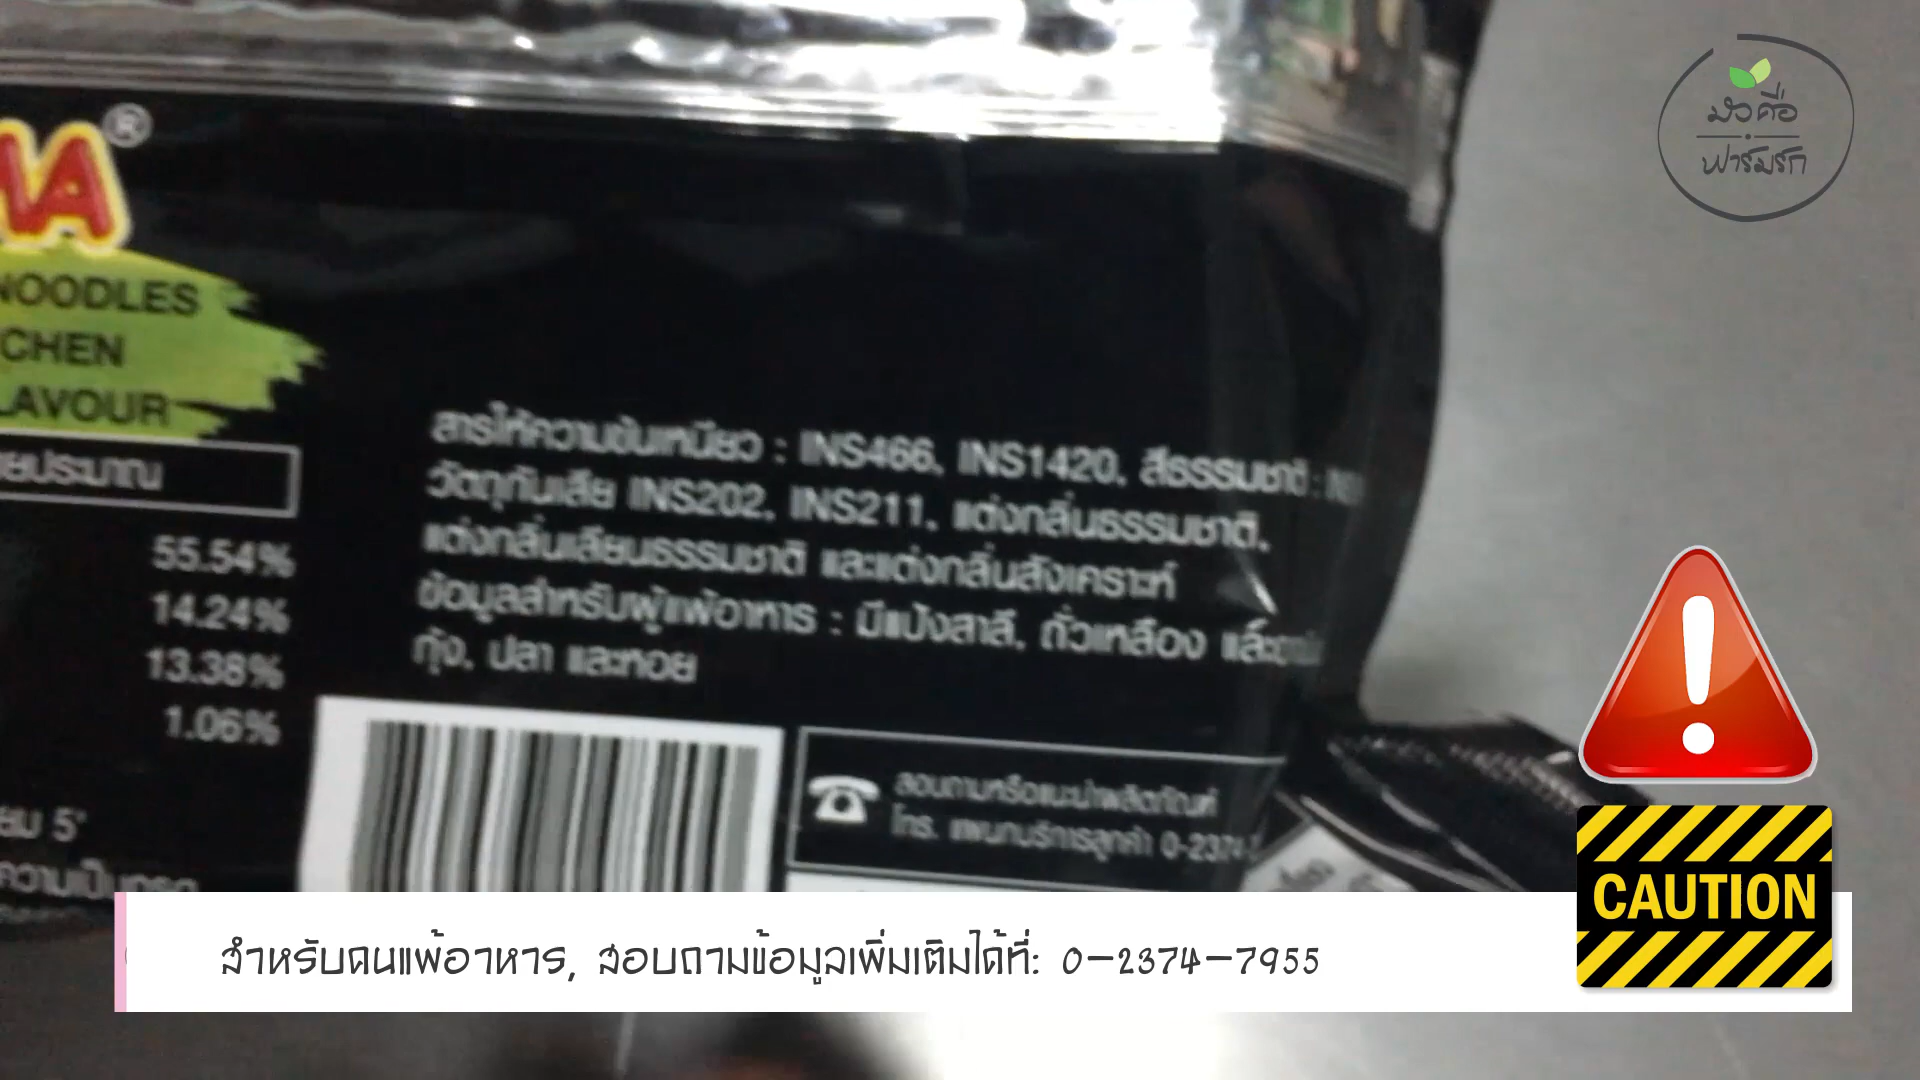 มัวคือ
ฟาร์มรัก
MA®
NOODLES
CHEN
LAVOUR
ยประมาณ
55.54%
14.24%
13.38%
1.06%
สารให้ความข้นเหนียว : INS466, INS1420, สีธรรมชาติ :
วัตถุกันเสีย INS202, INS211, แต่งกลิ่นธรรมชาติ,
แต่งกลิ่นเลียนธรรมชาติ และแต่งกลิ่นสังเคราะห์
ข้อมูลสำหรับผู้แพ้อาหาร : มีแป้งสาลี, ถั่วเหลือง และ
กุ้ง, ปลา และหอย
สอบถามหรือแนะนำผลิตภัณฑ์
โทร. แผนกบริการลูกค้า 0-2374-
5'
CAUTION
สำหรับคนแพ้อาหาร, สอบถามข้อมูลเพิ่มเติมได้ที่: 0-2374-7955